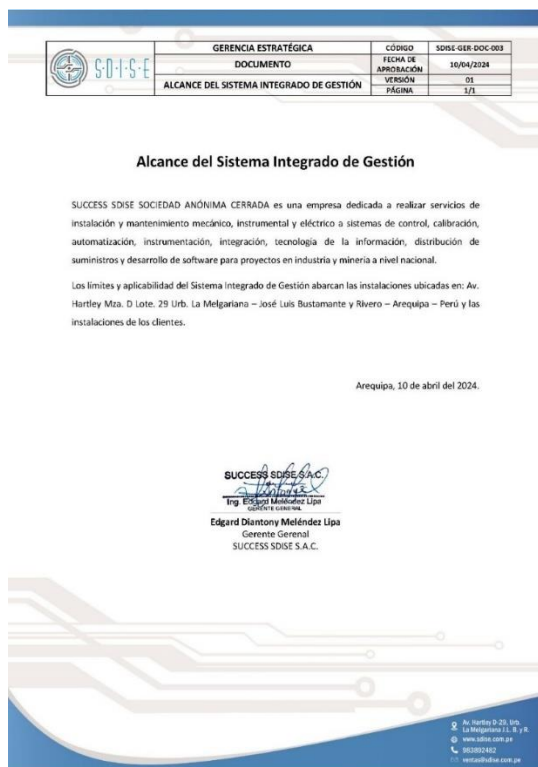 S·D·I·S·E
GERENCIA ESTRATÉGICA
CÓDIGO
SDISE-GER-DOC-003
DOCUMENTO
FECHA DE
APROBACIÓN
10/04/2024
ALCANCE DEL SISTEMA INTEGRADO DE GESTIÓN
VERSIÓN
01
PÁGINA
1/1
Alcance del Sistema Integrado de Gestión
SUCCESS SDISE SOCIEDAD ANÓNIMA CERRADA es una empresa dedicada a realizar servicios de
instalación y mantenimiento mecánico, instrumental y eléctrico a sistemas de control, calibración,
automatización, instrumentación, integración, tecnología de la información, distribución de
suministros y desarrollo de software para proyectos en industria y minería a nivel nacional.
Los límites y aplicabilidad del Sistema Integrado de Gestión abarcan las instalaciones ubicadas en: Av.
Hartley Mza. D Lote. 29 Urb. La Melgariana – José Luis Bustamante y Rivero – Arequipa – Perú y las
instalaciones de los clientes.
Arequipa, 10 de abril del 2024.
SUCCESS SDISE S.A.C.
Ing. Edgard Meléndez Lipa
GERENTE GENERAL
Edgard Diantony Meléndez Lipa
Gerente Gerenal
SUCCESS SDISE S.A.C.
Av. Hartley D-29, Urb.
La Melgariana J.L. B. y R.
www.sdise.com.pe
983892462
ventas@sdise.com.pe